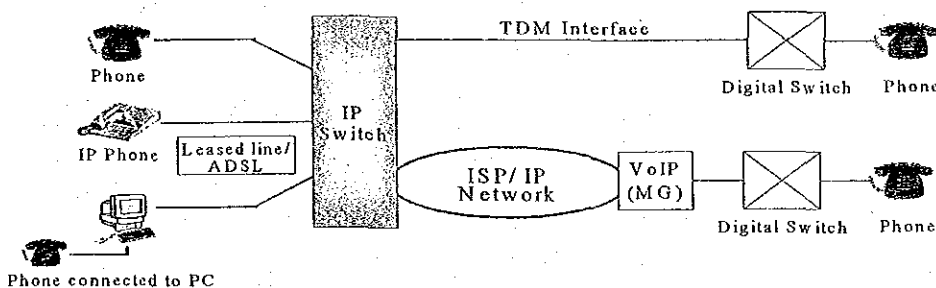 TDM Interface
Phone
Digital Switch
Phone
IP
Switch
IP Phone
Leased line/
ADSL
ISP/ IP
Network
VoIP
(MG)
Digital Switch
Phone
Phone connected to PC